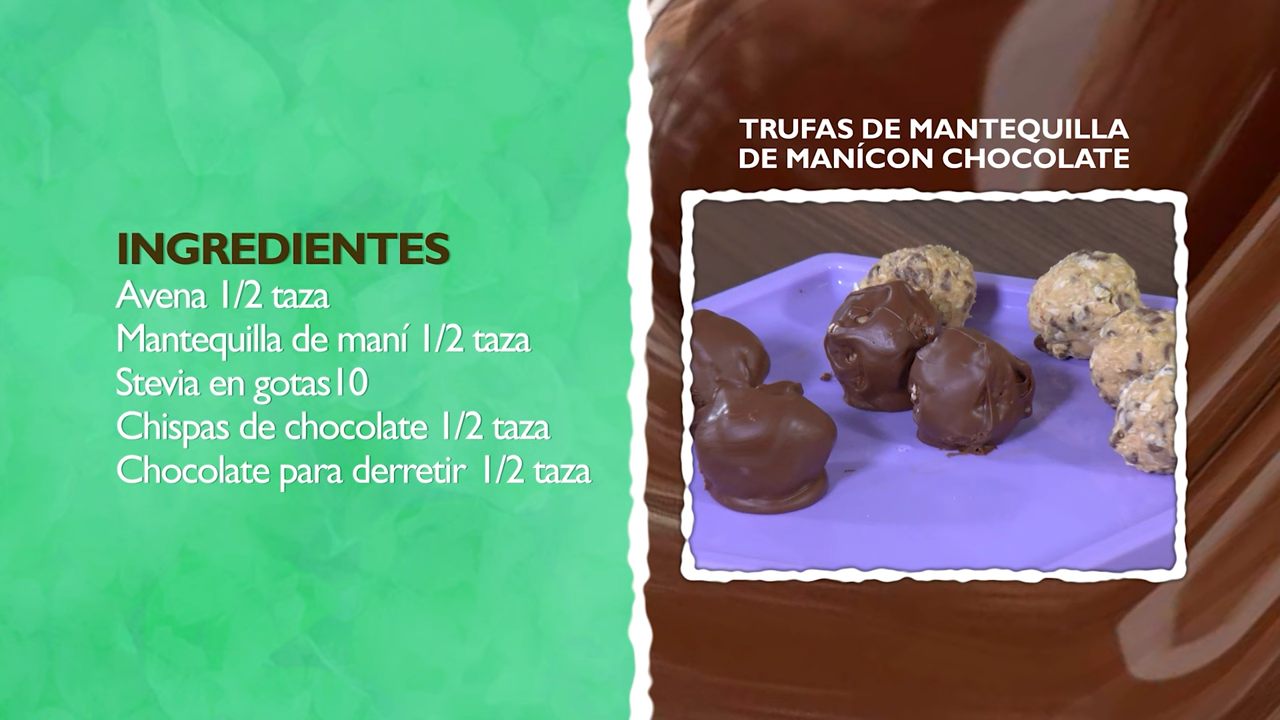 INGREDIENTES
Avena 1/2 taza
Mantequilla de maní 1/2 taza
Stevia en gotas10
Chispas de chocolate 1/2 taza
Chocolate para derretir 1/2 taza
TRUFAS DE MANTEQUILLA
DE MANÍCON CHOCOLATE